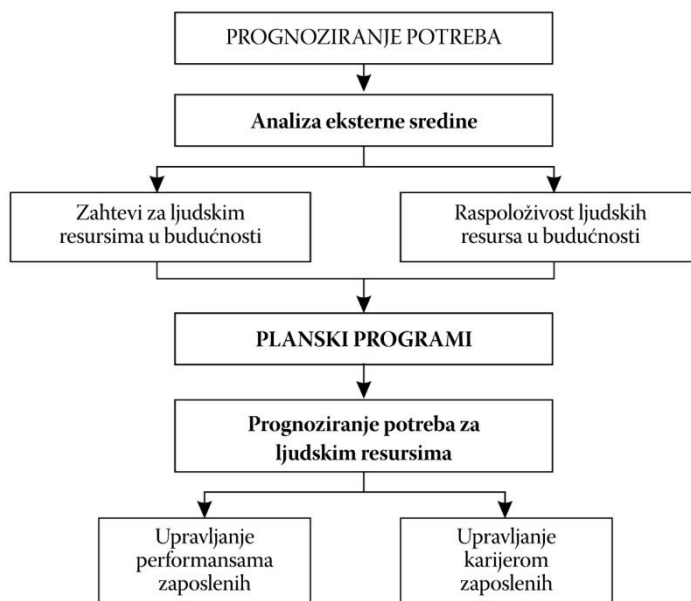 PROGNOZIRANJE POTREBA
Analiza eksterne sredine
Zahtevi za ljudskim
resursima u budućnosti
Raspoloživost ljudskih
resursa u budućnosti
PLANSKI PROGRAMI
Prognoziranje potreba za
ljudskim resursima
Upravljanje
performansama
zaposlenih
Upravljanje
karijerom
zaposlenih